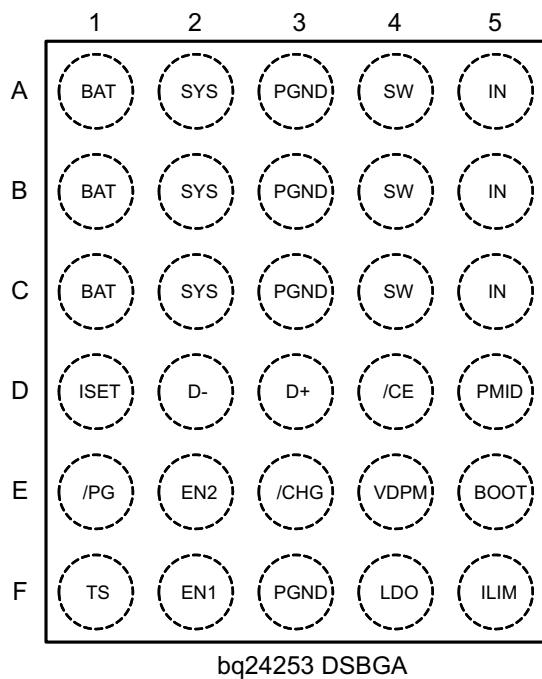 1 2 3 4 5
A BAT SYS PGND SW IN
B BAT SYS PGND SW IN
C BAT SYS PGND SW IN
D ISET D- D+ /CE PMID
E /PG EN2 /CHG VDPM BOOT
F TS EN1 PGND LDO ILIM
bq24253 DSBGA